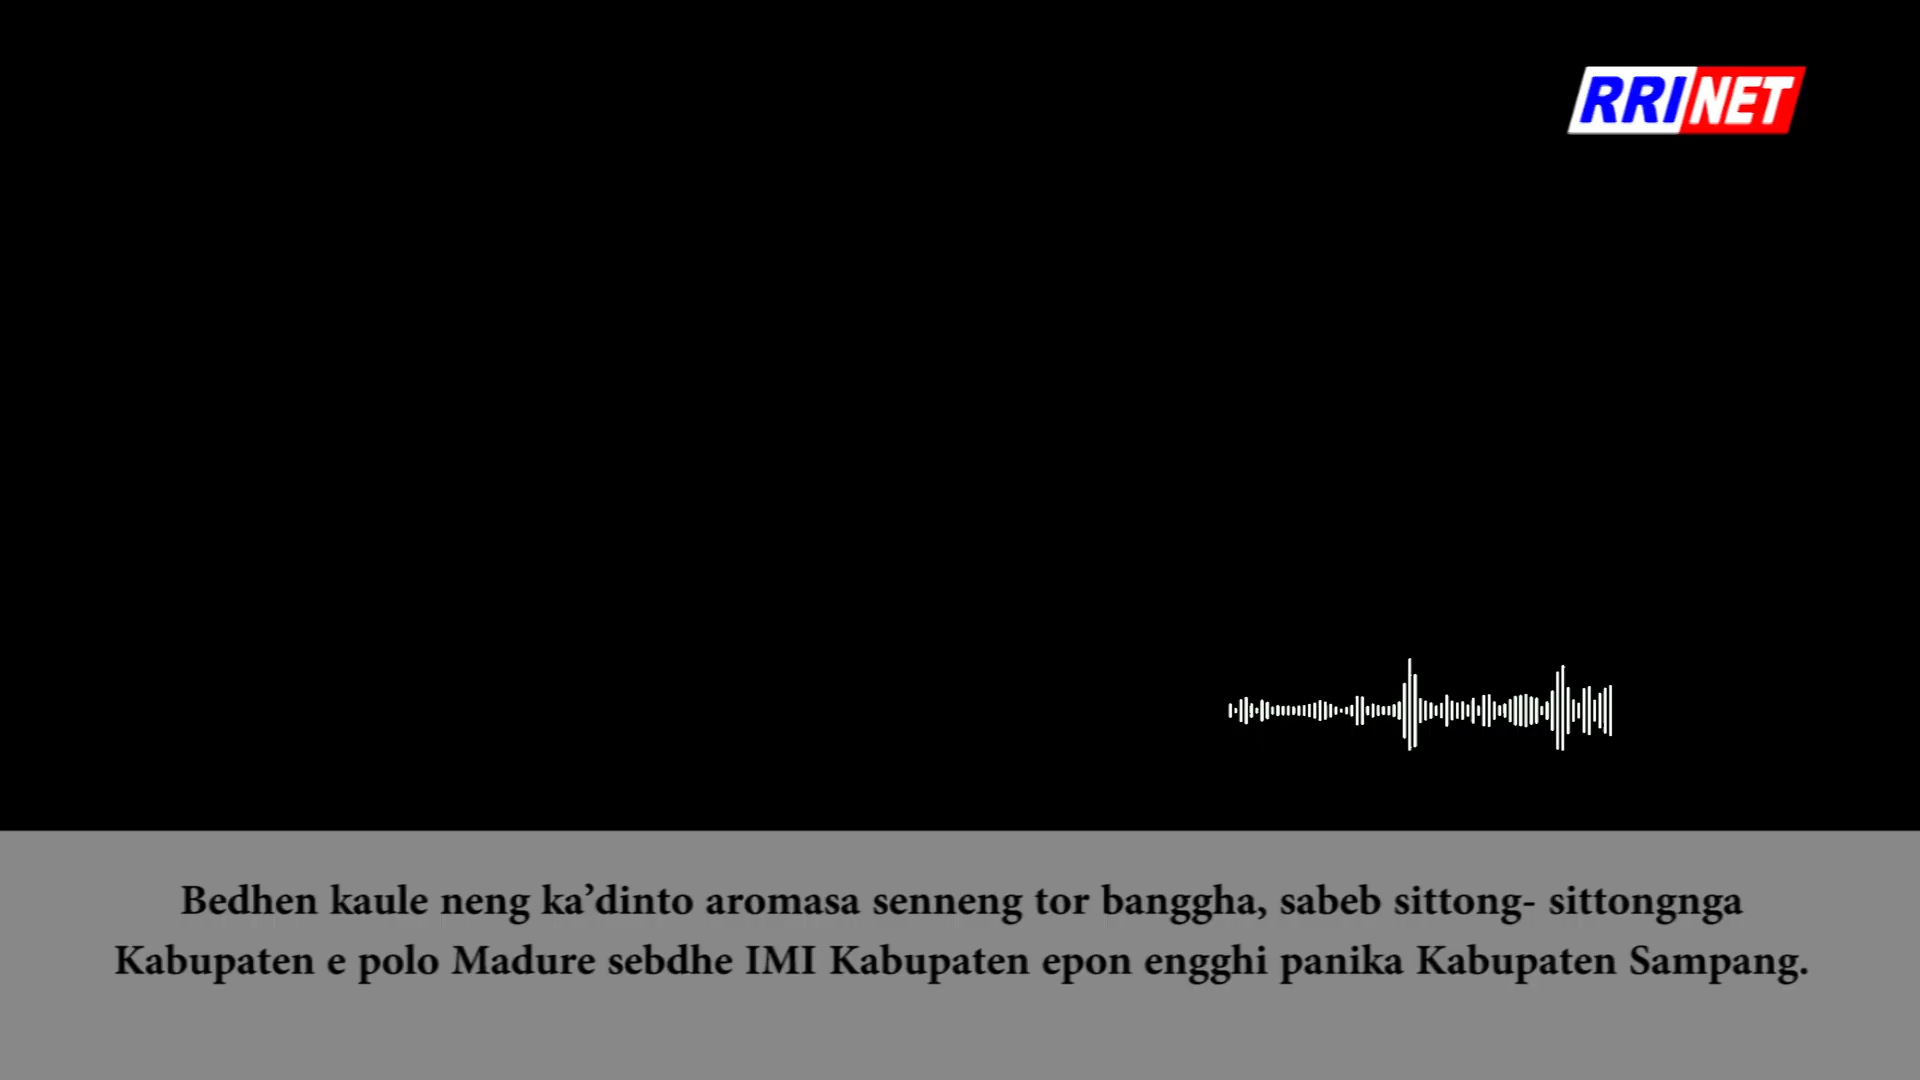 RRINET
Bedhen kaule neng ka’dinto aromasa senneng tor banggha, sabeb sittong- sittongnga
Kabupaten e polo Madure sebdhe IMI Kabupaten epon engghi panika Kabupaten Sampang.